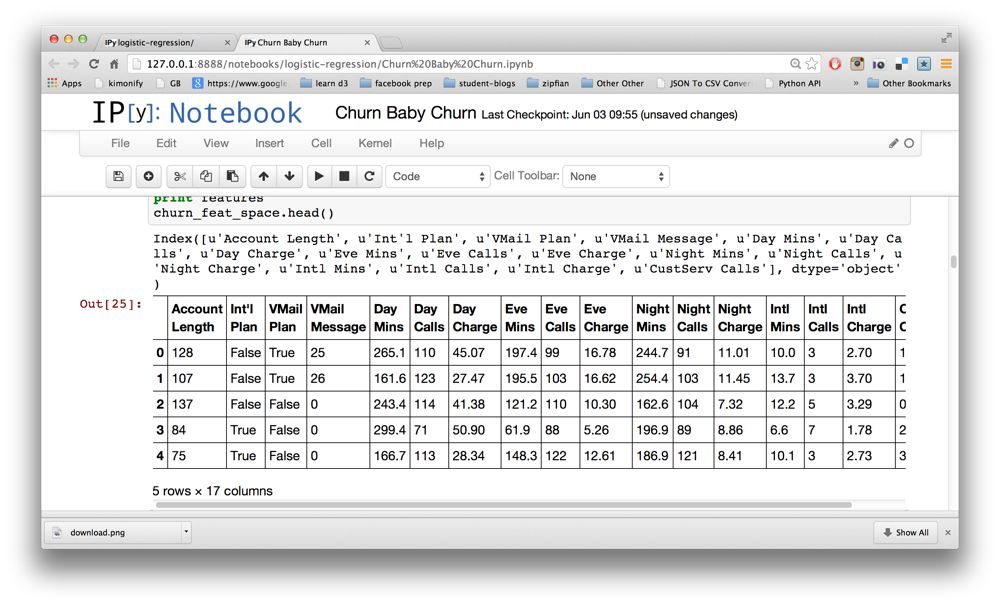 IPy logistic-regression/ × IPy Churn Baby Churn ×
127.0.0.1:8888/notebooks/logistic-regression/Churn%20Baby%20Churn.ipynb
Apps kimonify GB https://www.google learn d3 facebook prep student-blogs zipfian Other Other JSON To CSV Conver Python API » Other Bookmarks
IP[y]: Notebook Churn Baby Churn Last Checkpoint: Jun 03 09:55 (unsaved changes)
File Edit View Insert Cell Kernel Help
Code Cell Toolbar: None
print features
churn_feat_space.head()
Index([u'Account Length', u'Int'l Plan', u'VMail Plan', u'VMail Message', u'Day Mins', u'Day Ca
lls', u'Day Charge', u'Eve Mins', u'Eve Calls', u'Eve Charge', u'Night Mins', u'Night Calls', u
'Night Charge', u'Intl Mins', u'Intl Calls', u'Intl Charge', u'CustServ Calls'], dtype='object'
)
Out[25]:
Account Int'l VMail VMail Day Day Day Eve Eve Eve Night Night Night Intl Intl Intl C
Length Plan Plan Message Mins Calls Charge Mins Calls Charge Mins Calls Charge Mins Calls Charge C
0 128 False True 25 265.1 110 45.07 197.4 99 16.78 244.7 91 11.01 10.0 3 2.70 1
1 107 False True 26 161.6 123 27.47 195.5 103 16.62 254.4 103 11.45 13.7 3 3.70 1
2 137 False False 0 243.4 114 41.38 121.2 110 10.30 162.6 104 7.32 12.2 5 3.29 0
3 84 True False 0 299.4 71 50.90 61.9 88 5.26 196.9 89 8.86 6.6 7 1.78 2
4 75 True False 0 166.7 113 28.34 148.3 122 12.61 186.9 121 8.41 10.1 3 2.73 3
5 rows × 17 columns
download.png Show All ×